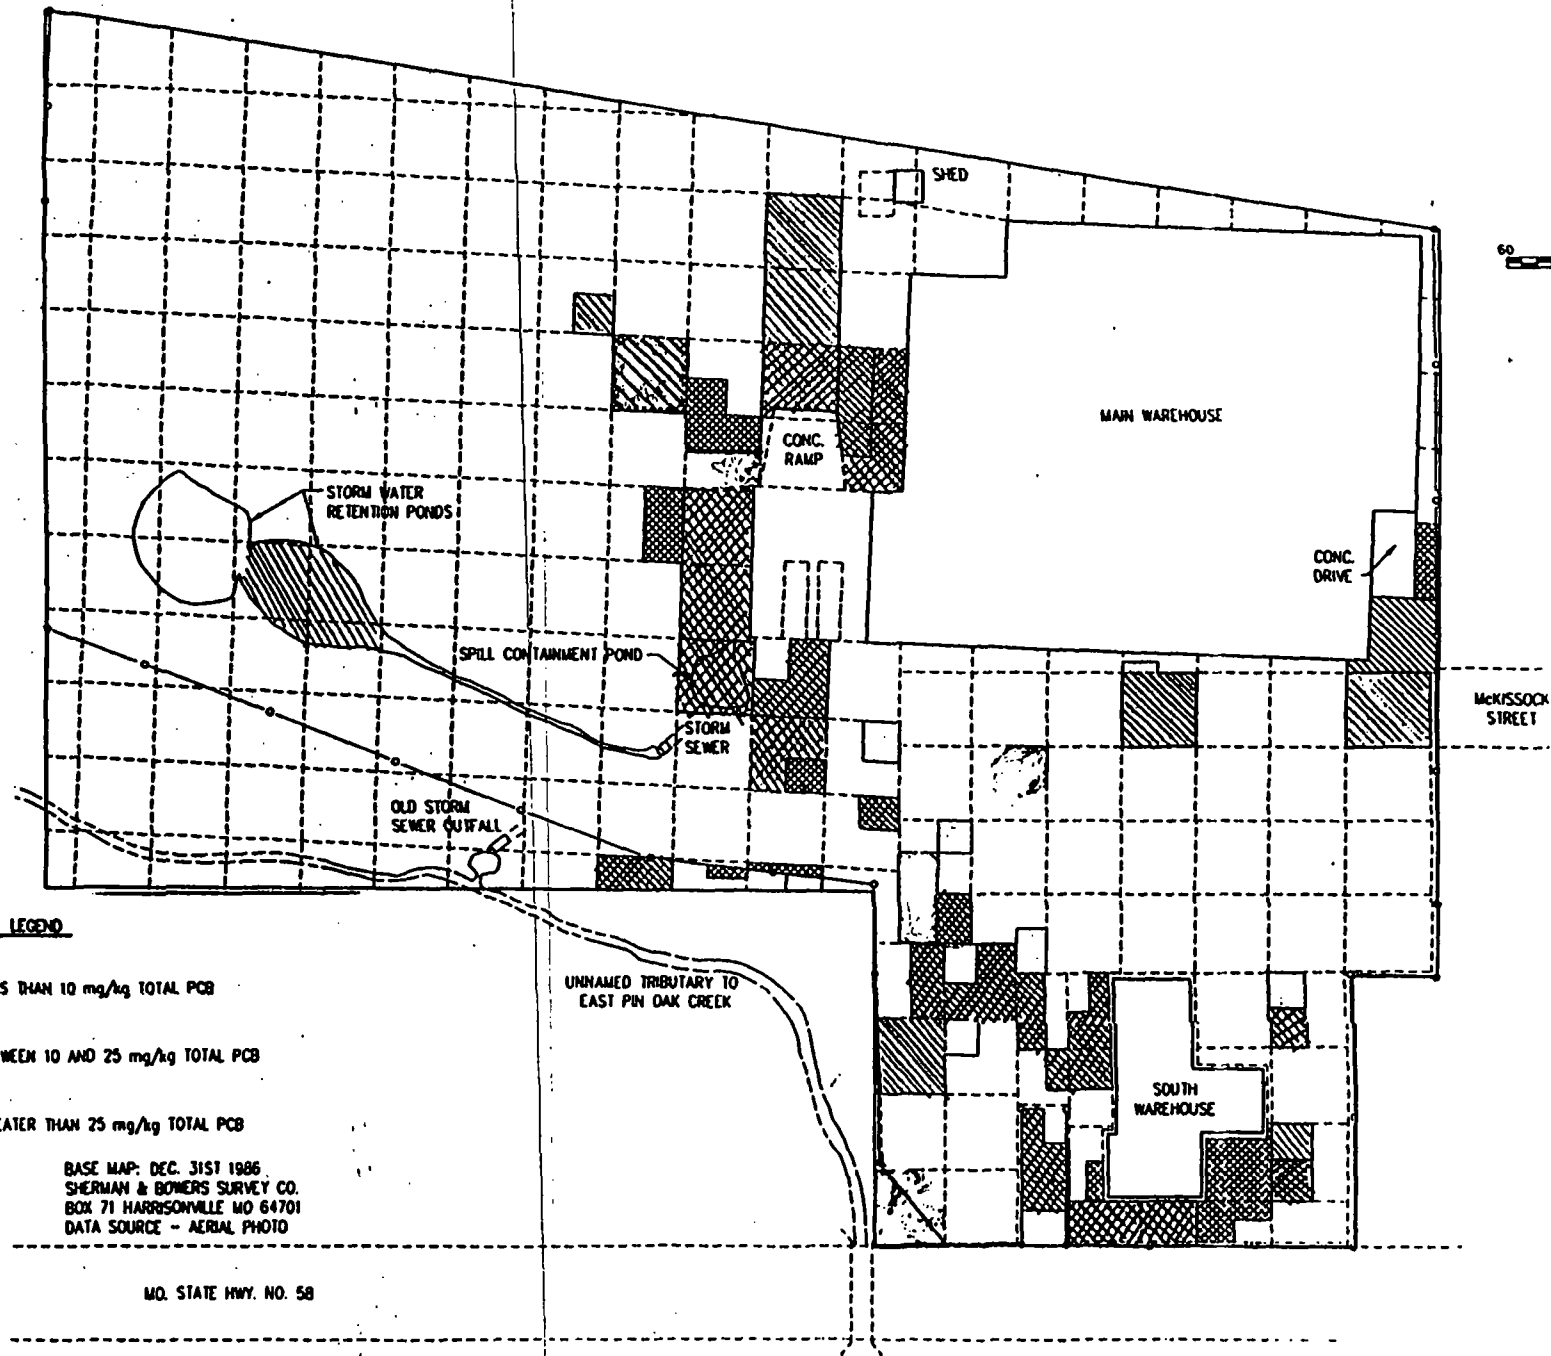 SHED
60
MAIN WAREHOUSE
CONC.
RAMP
STORM WATER
RETENTION PONDS
CONC.
DRIVE
SPILL CONTAINMENT POND
McKISSOCK
STREET
STORM
SEWER
OLD STORM
SEWER OUTFALL
LEGEND
S THAN 10 mg/kg TOTAL PCB
UNNAMED TRIBUTARY TO
EAST PIN OAK CREEK
WEEN 10 AND 25 mg/kg TOTAL PCB
SOUTH
WAREHOUSE
EATER THAN 25 mg/kg TOTAL PCB
BASE MAP: DEC. 31ST 1986
SHERMAN & BOWERS SURVEY CO.
BOX 71 HARRISONVILLE MO 64701
DATA SOURCE - AERIAL PHOTO
MO. STATE HWY. NO. 58